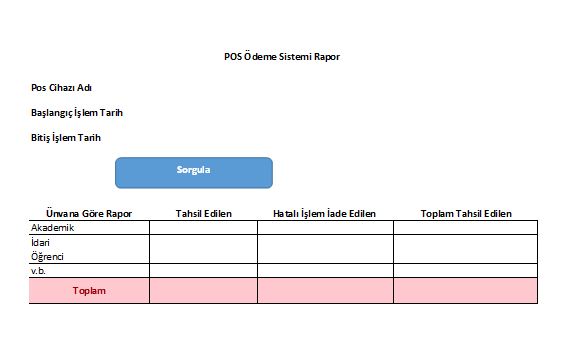 POS Ödeme Sistemi Rapor
Pos Cihazı Adı
Başlangıç İşlem Tarih
Bitiş İşlem Tarih
Sorgula
Ünvana Göre Rapor Tahsil Edilen Hatalı İşlem İade Edilen Toplam Tahsil Edilen
Akademik
İdari
Öğrenci
v.b.
Toplam